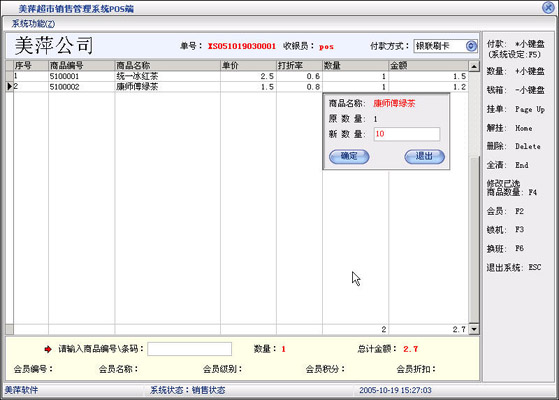 美萍超市销售管理系统POS端
系统功能(Z)
美萍公司 单号： XS051019030001 收银员： pos 付款方式： 银联刷卡
序号 商品编号 商品名称 单价 打折率 数量 金额
1 5100001 统一冰红茶 2.5 0.6 1 1.5
2 5100002 康师傅绿茶 1.5 0.8 1 1.2
商品名称: 康师傅绿茶
原 数 量: 1
新 数 量: 10
确定 退出
2 2.7
请输入商品编号\条码： 数量： 1 总计金额： 2.7
会员编号： 会员名称： 会员级别： 会员积分： 会员折扣：
付款: *小键盘
(系统设定:F5)
数量: +小键盘
钱箱: -小键盘
挂单: Page Up
解挂: Home
删除: Delete
全清: End
修改已选
商品数量: F4
会员: F2
锁机: F3
换班: F6
退出系统: ESC
美萍软件 系统状态：销售状态 2005-10-19 15:27:03